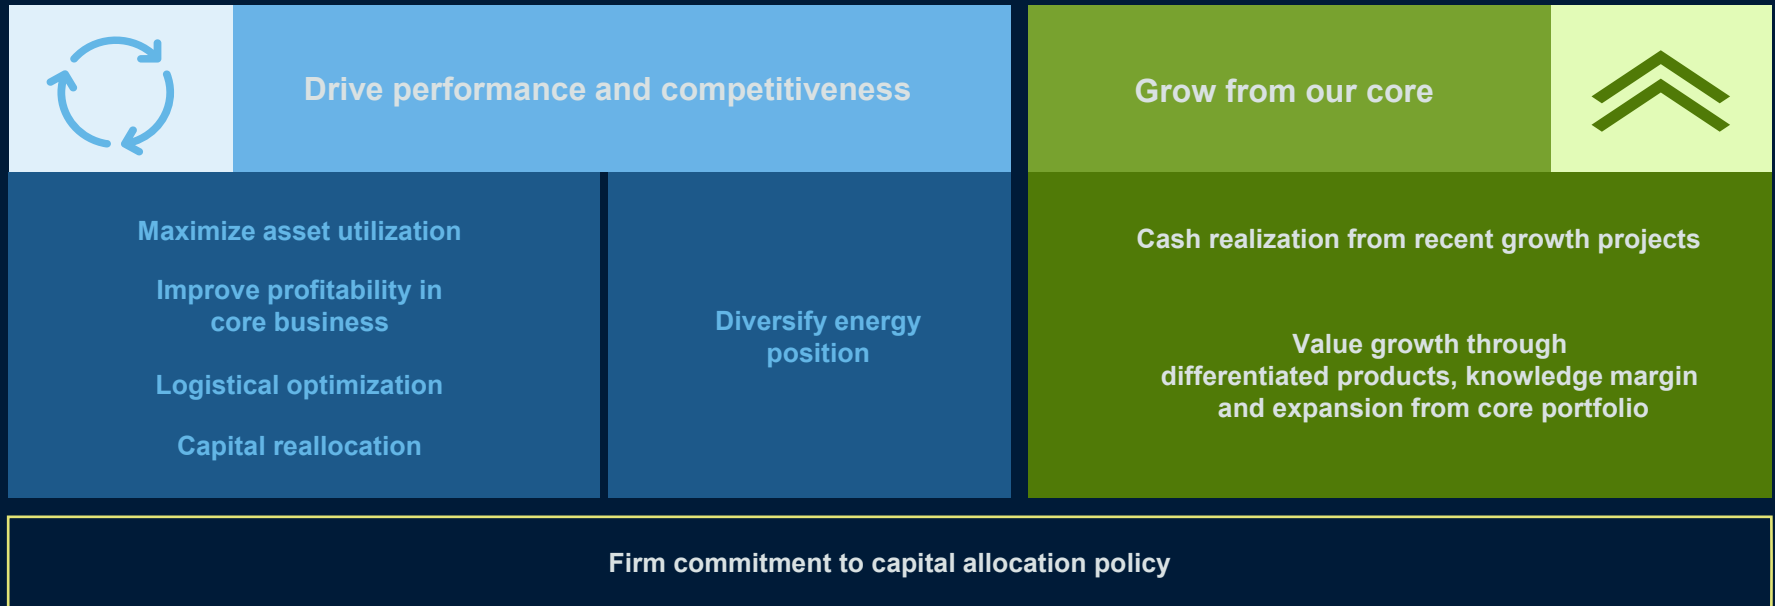 Drive performance and competitiveness
Maximize asset utilization
Improve profitability in
core business
Logistical optimization
Capital reallocation
Diversify energy
position
Grow from our core
Cash realization from recent growth projects
Value growth through
differentiated products, knowledge margin
and expansion from core portfolio
Firm commitment to capital allocation policy